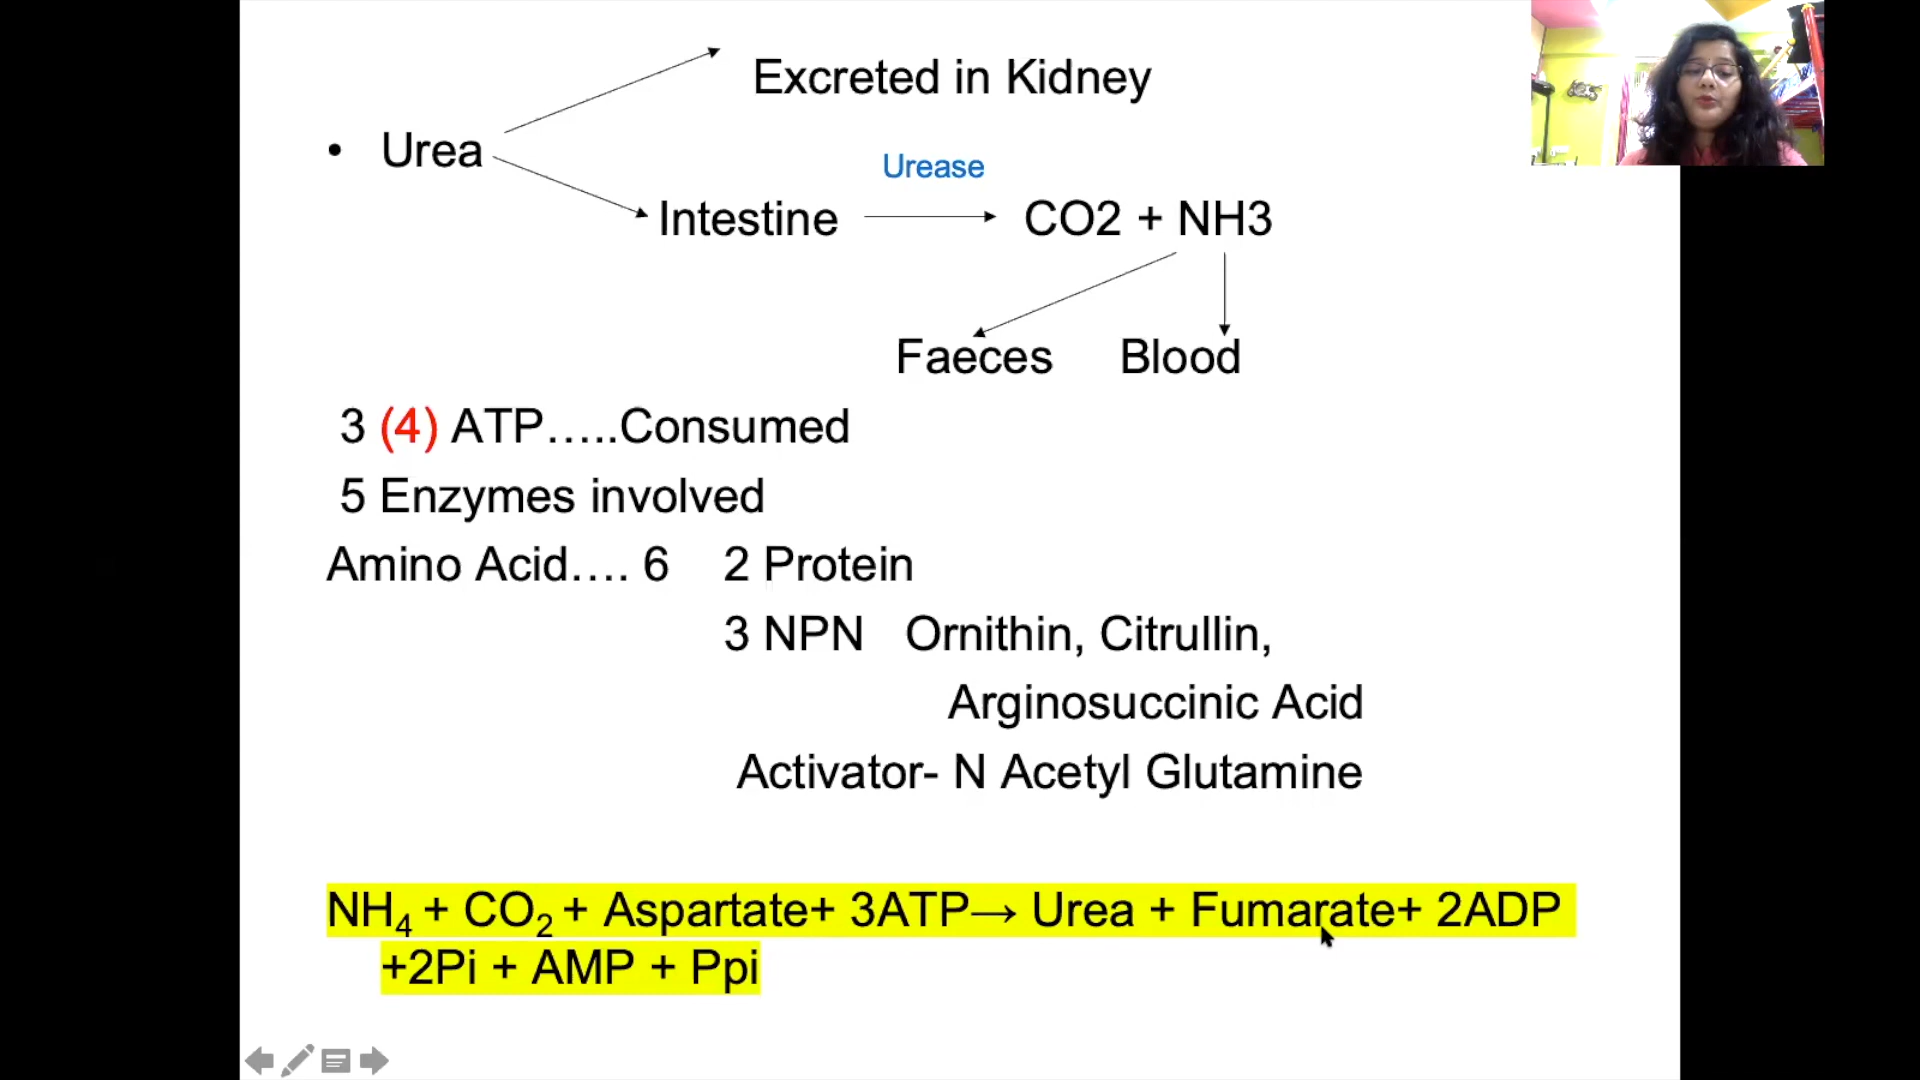 Excreted in Kidney
• Urea
Urease
Intestine CO2 + NH3
Faeces Blood
3 (4) ATP…..Consumed
5 Enzymes involved
Amino Acid…. 6 2 Protein
3 NPN Ornithin, Citrullin,
Arginosuccinic Acid
Activator- N Acetyl Glutamine
NH₄ + CO₂ + Aspartate+ 3ATP→ Urea + Fumarate+ 2ADP
+2Pi + AMP + Ppi